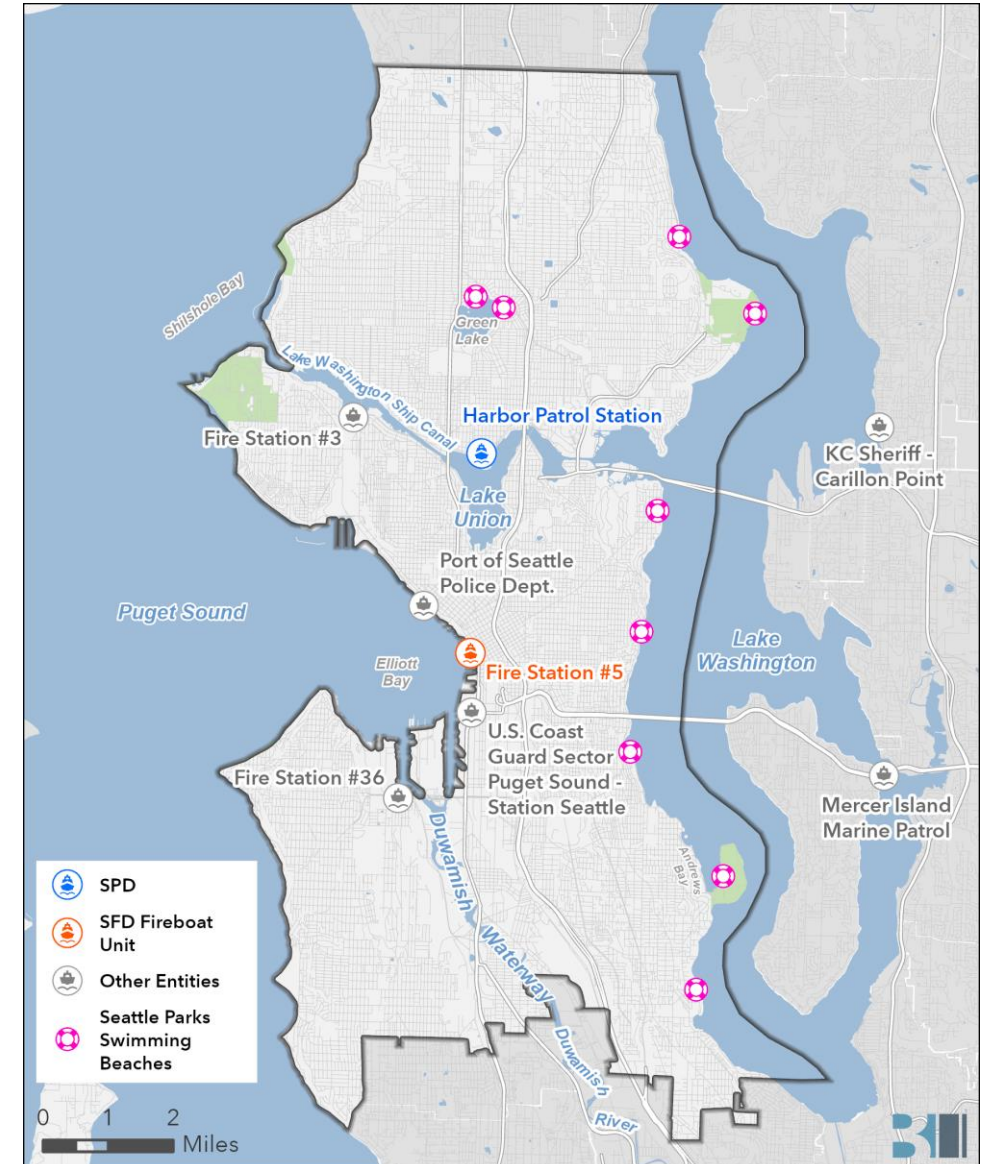 Shilshole Bay
Green
Lake
Lake Washington Ship Canal
Harbor Patrol Station
Fire Station #3
KC Sheriff -
Carillon Point
Lake
Union
Port of Seattle
Police Dept.
Puget Sound
Lake
Washington
Elliott
Bay
Fire Station #5
U.S. Coast
Guard Sector
Puget Sound -
Station Seattle
Fire Station #36
Mercer Island
Marine Patrol
Duwamish
Waterway
Andrews
Bay
Duwamish
River
SPD
SFD Fireboat
Unit
Other Entities
Seattle Parks
Swimming
Beaches
0 1 2
Miles